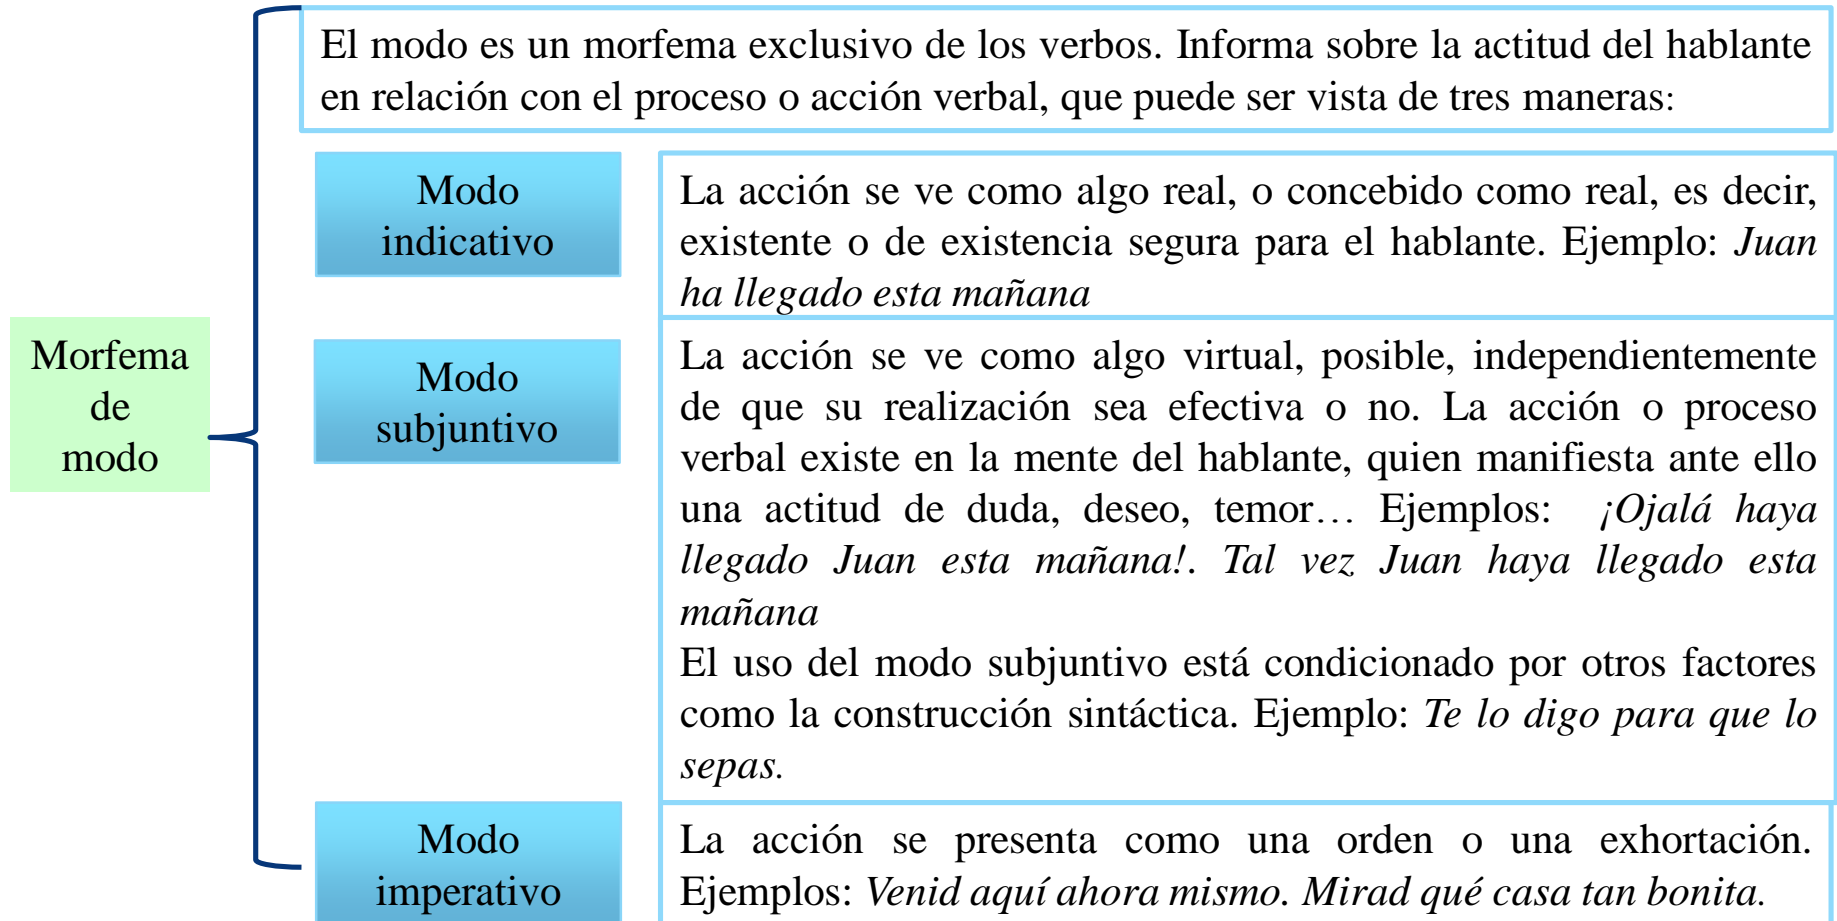 El modo es un morfema exclusivo de los verbos. Informa sobre la actitud del hablante
en relación con el proceso o acción verbal, que puede ser vista de tres maneras:
Morfema
de
modo
Modo
indicativo
La acción se ve como algo real, o concebido como real, es decir,
existente o de existencia segura para el hablante. Ejemplo: Juan
ha llegado esta mañana
Modo
subjuntivo
La acción se ve como algo virtual, posible, independientemente
de que su realización sea efectiva o no. La acción o proceso
verbal existe en la mente del hablante, quien manifiesta ante ello
una actitud de duda, deseo, temor… Ejemplos: ¡Ojalá haya
llegado Juan esta mañana!. Tal vez Juan haya llegado esta
mañana
El uso del modo subjuntivo está condicionado por otros factores
como la construcción sintáctica. Ejemplo: Te lo digo para que lo
sepas.
Modo
imperativo
La acción se presenta como una orden o una exhortación.
Ejemplos: Venid aquí ahora mismo. Mirad qué casa tan bonita.